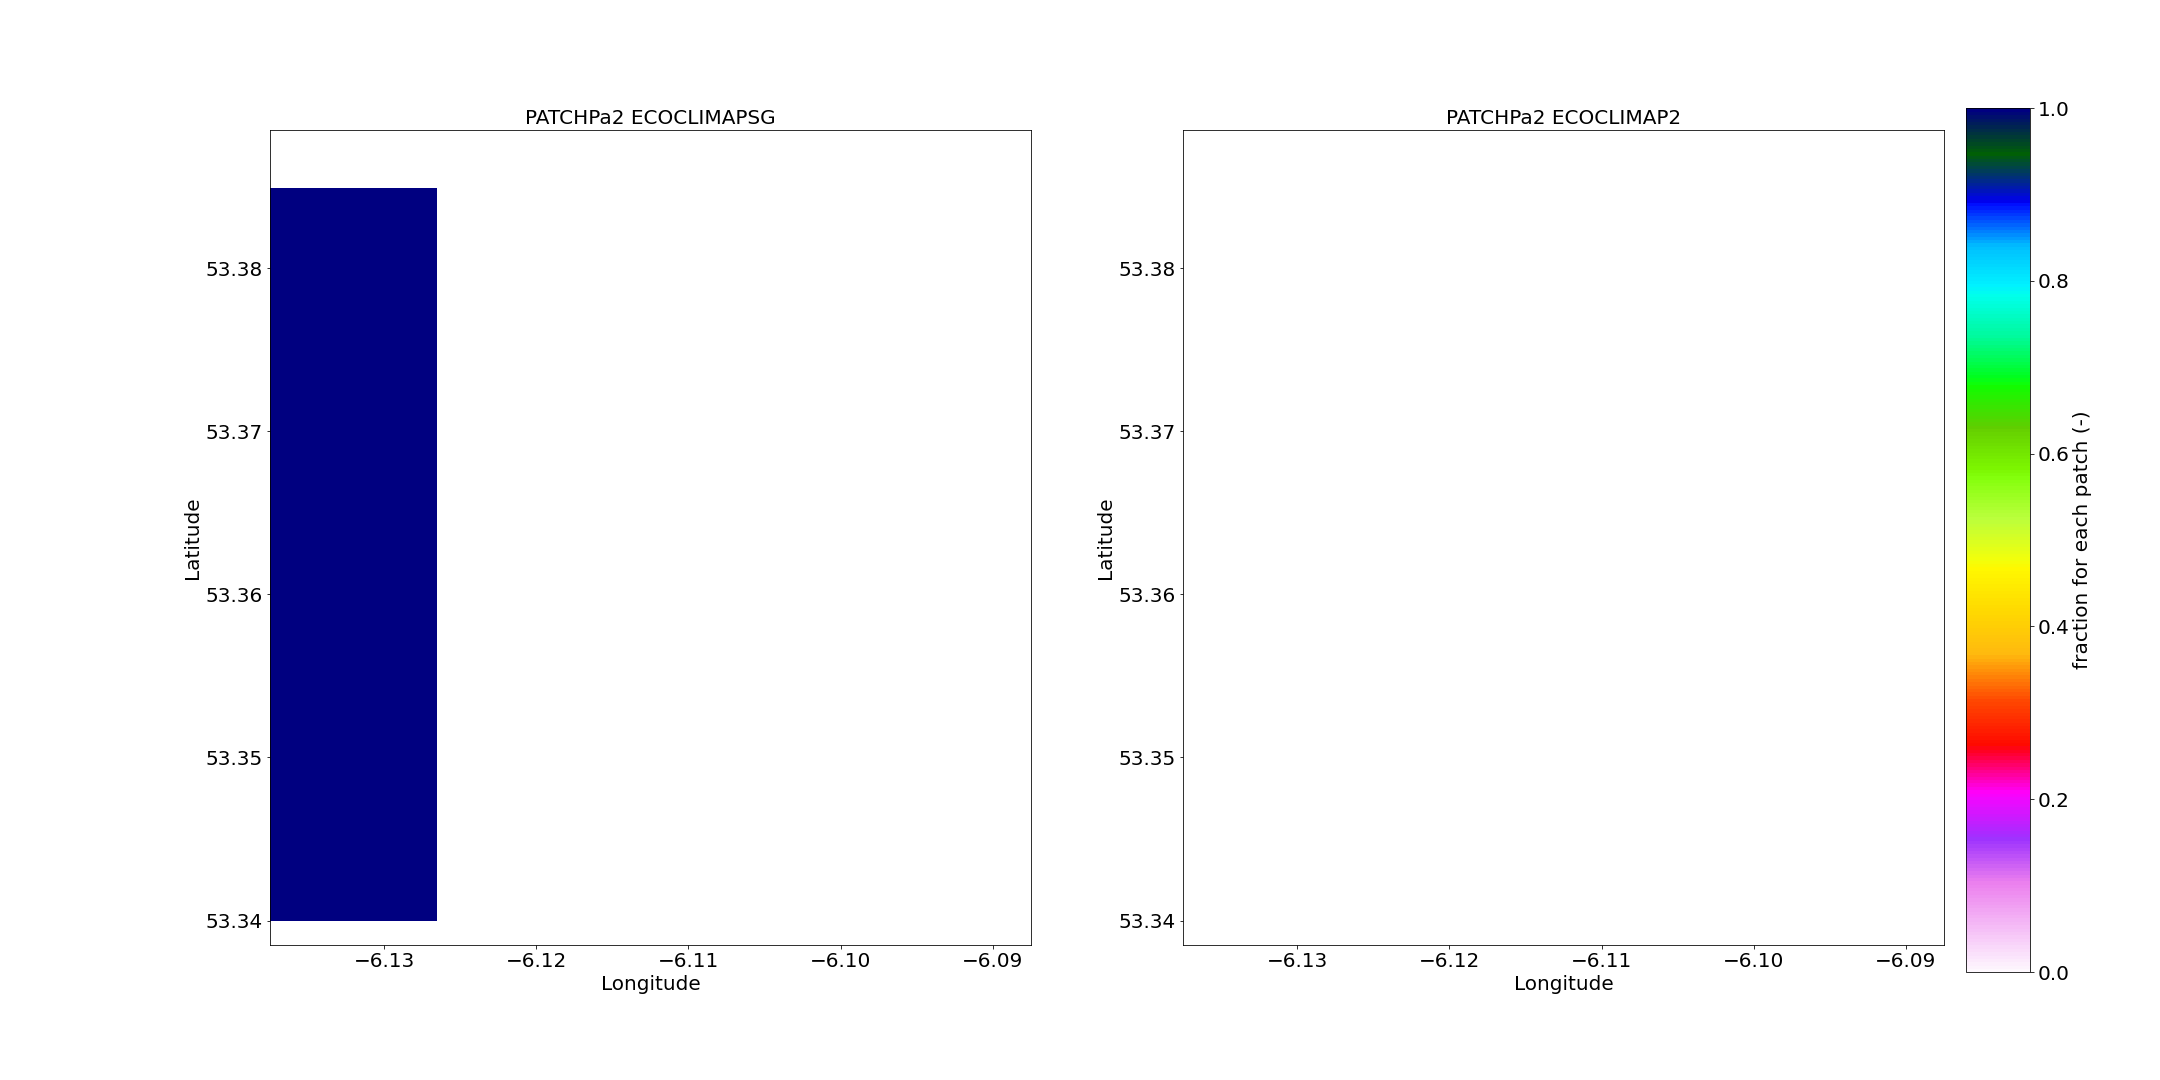 PATCHPa2 ECOCLIMAPSG
53.38
53.37
53.36
53.35
53.34
Latitude
−6.13 −6.12 −6.11 −6.10 −6.09
Longitude
PATCHPa2 ECOCLIMAP2
53.38
53.37
53.36
53.35
53.34
Latitude
−6.13 −6.12 −6.11 −6.10 −6.09
Longitude
1.0
0.8
0.6
0.4
0.2
0.0
fraction for each patch (-)